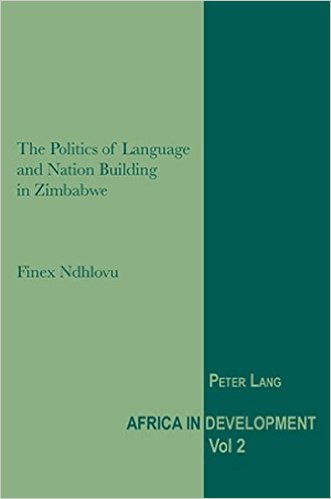 The Politics of Language
and Nation Building
in Zimbabwe
Finex Ndhlovu
PETER LANG
AFRICA IN DEVELOPMENT
Vol 2